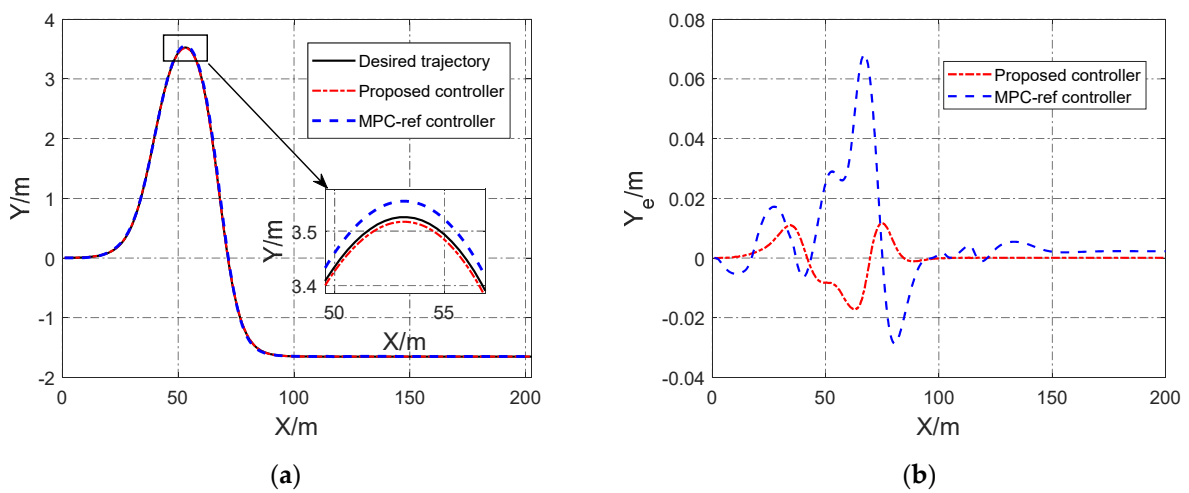 4
3
2
1
0
-1
-2
Y/m
0
50
100
150
200
X/m
Desired trajectory
Proposed controller
MPC-ref controller
3.5
3.4
Y/m
50
55
X/m
(a)
0.08
0.06
0.04
0.02
0
-0.02
-0.04
Y_e/m
0
50
100
150
200
X/m
Proposed controller
MPC-ref controller
(b)